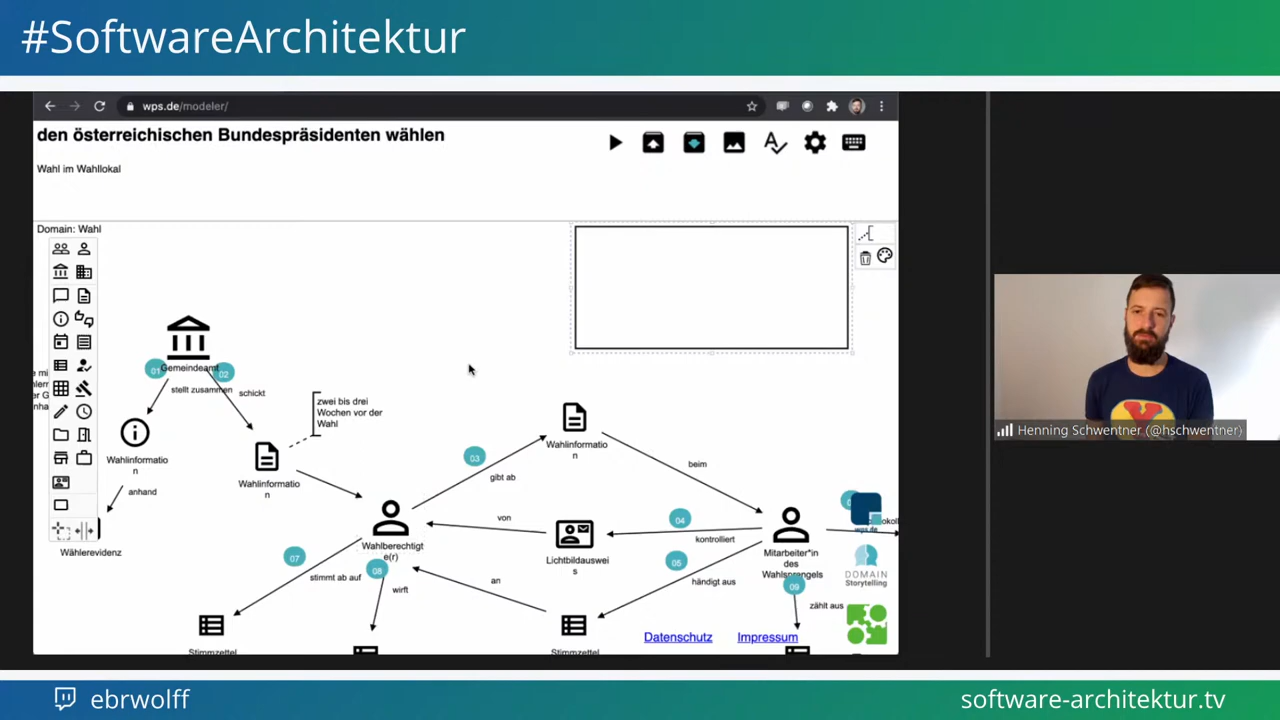 #SoftwareArchitektur
wps.de/modeler/
den österreichischen Bundespräsidenten wählen
Wahl im Wahllokal
Domain: Wahl
01
Gemeindeamt
02
stellt zusammen
schickt
zwei bis drei
Wochen vor der
Wahl
Wahlinformatio
n
Wahlinformatio
n
anhand
Wählerevidenz
03
gibt ab
Wahlinformatio
n
beim
von
04
kontrolliert
Wahlberechtigt
e(r)
Lichtbildauswei
s
Mitarbeiter*in
des
Wahlsprengels
05
händigt aus
an
07
stimmt ab auf
08
wirft
09
zählt aus
Stimmzettel
Stimmzettel
wps.de
DOMAIN
STORYTELLING
Datenschutz
Impressum
Henning Schwentner (@hschwentner)
ebrwolff
software-architektur.tv